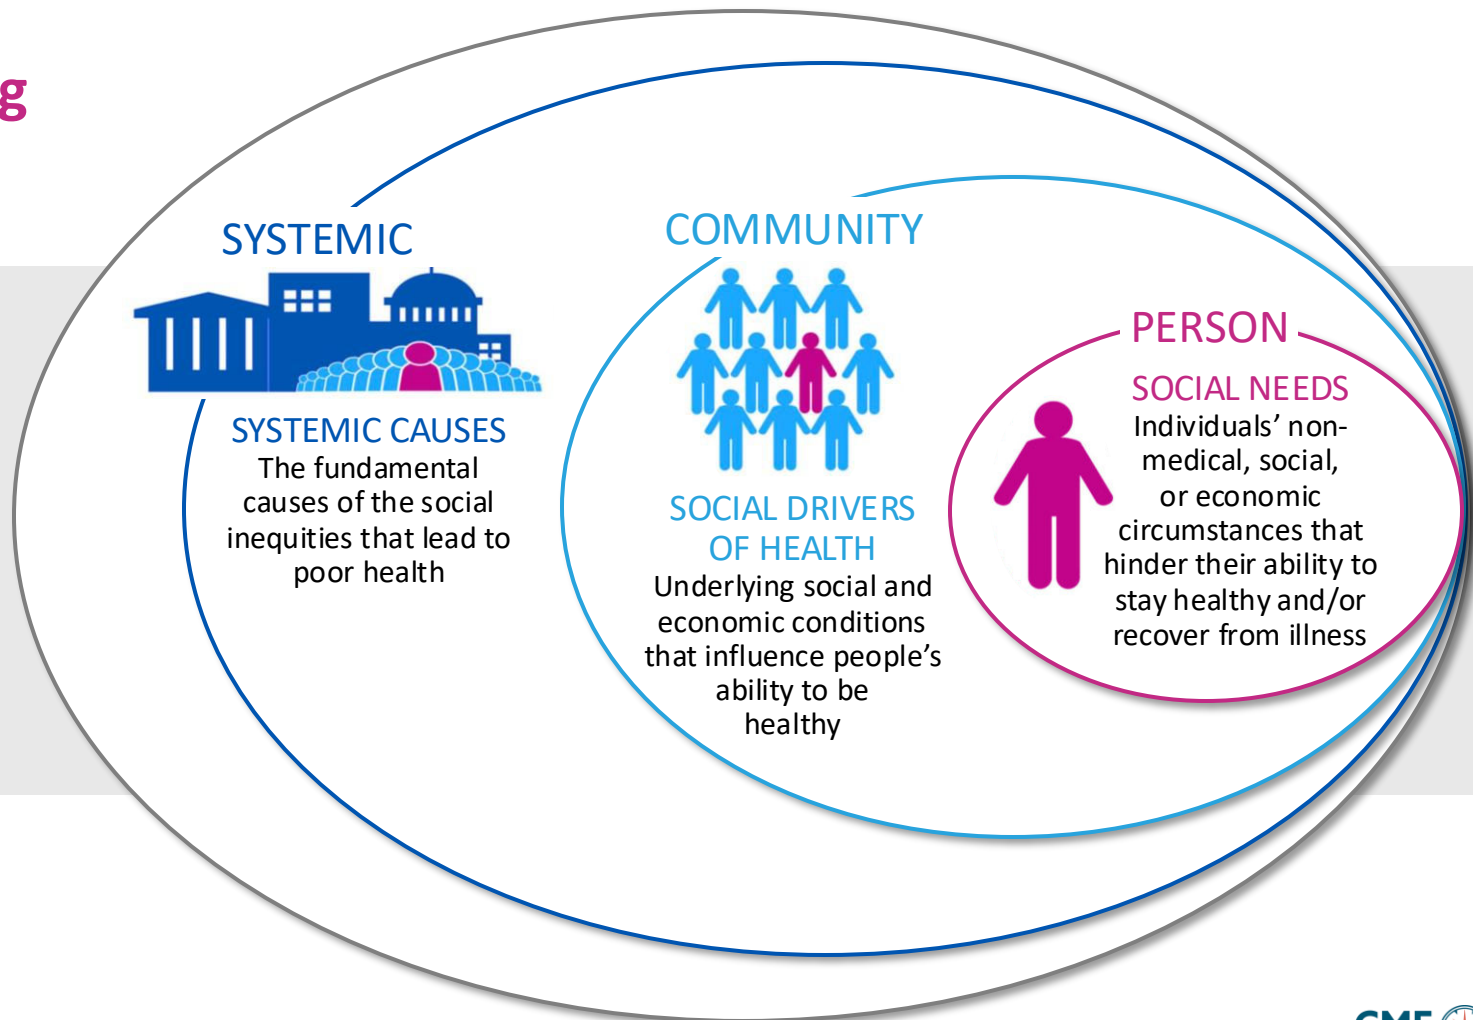 g
SYSTEMIC
SYSTEMIC CAUSES
The fundamental
causes of the social
inequities that lead to
poor health
COMMUNITY
SOCIAL DRIVERS
OF HEALTH
Underlying social and
economic conditions
that influence people’s
ability to be
healthy
PERSON
SOCIAL NEEDS
Individuals’ non-
medical, social,
or economic
circumstances that
hinder their ability to
stay healthy and/or
recover from illness